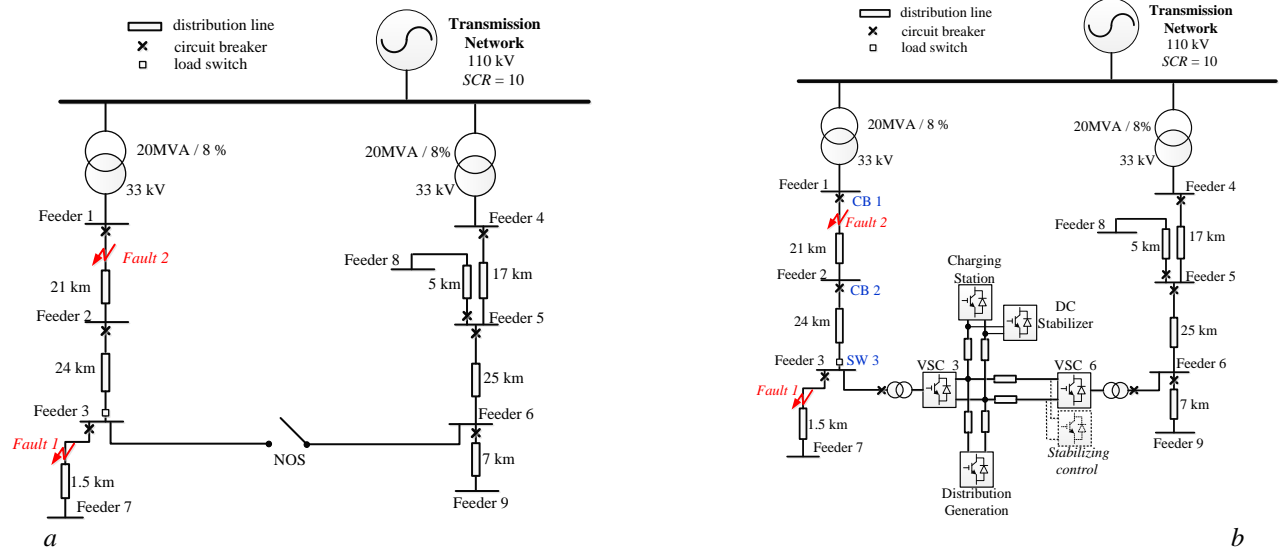 distribution line
circuit breaker
load switch
Transmission
Network
110 kV
SCR = 10
20MVA / 8 %
33 kV
20MVA / 8%
33 kV
Feeder 1
Fault 2
21 km
Feeder 2
24 km
Feeder 3
Fault 1
1.5 km
Feeder 7
NOS
Feeder 4
Feeder 8
5 km
17 km
Feeder 5
25 km
Feeder 6
7 km
Feeder 9
a
distribution line
circuit breaker
load switch
Transmission
Network
110 kV
SCR = 10
20MVA / 8 %
33 kV
20MVA / 8%
33 kV
Feeder 1
CB 1
Fault 2
21 km
Feeder 2
CB 2
24 km
Feeder 3
SW 3
Fault 1
1.5 km
Feeder 7
Charging
Station
DC
Stabilizer
VSC 3
VSC 6
Stabilizing
control
Distribution
Generation
Feeder 4
Feeder 8
5 km
17 km
Feeder 5
25 km
Feeder 6
7 km
Feeder 9
b